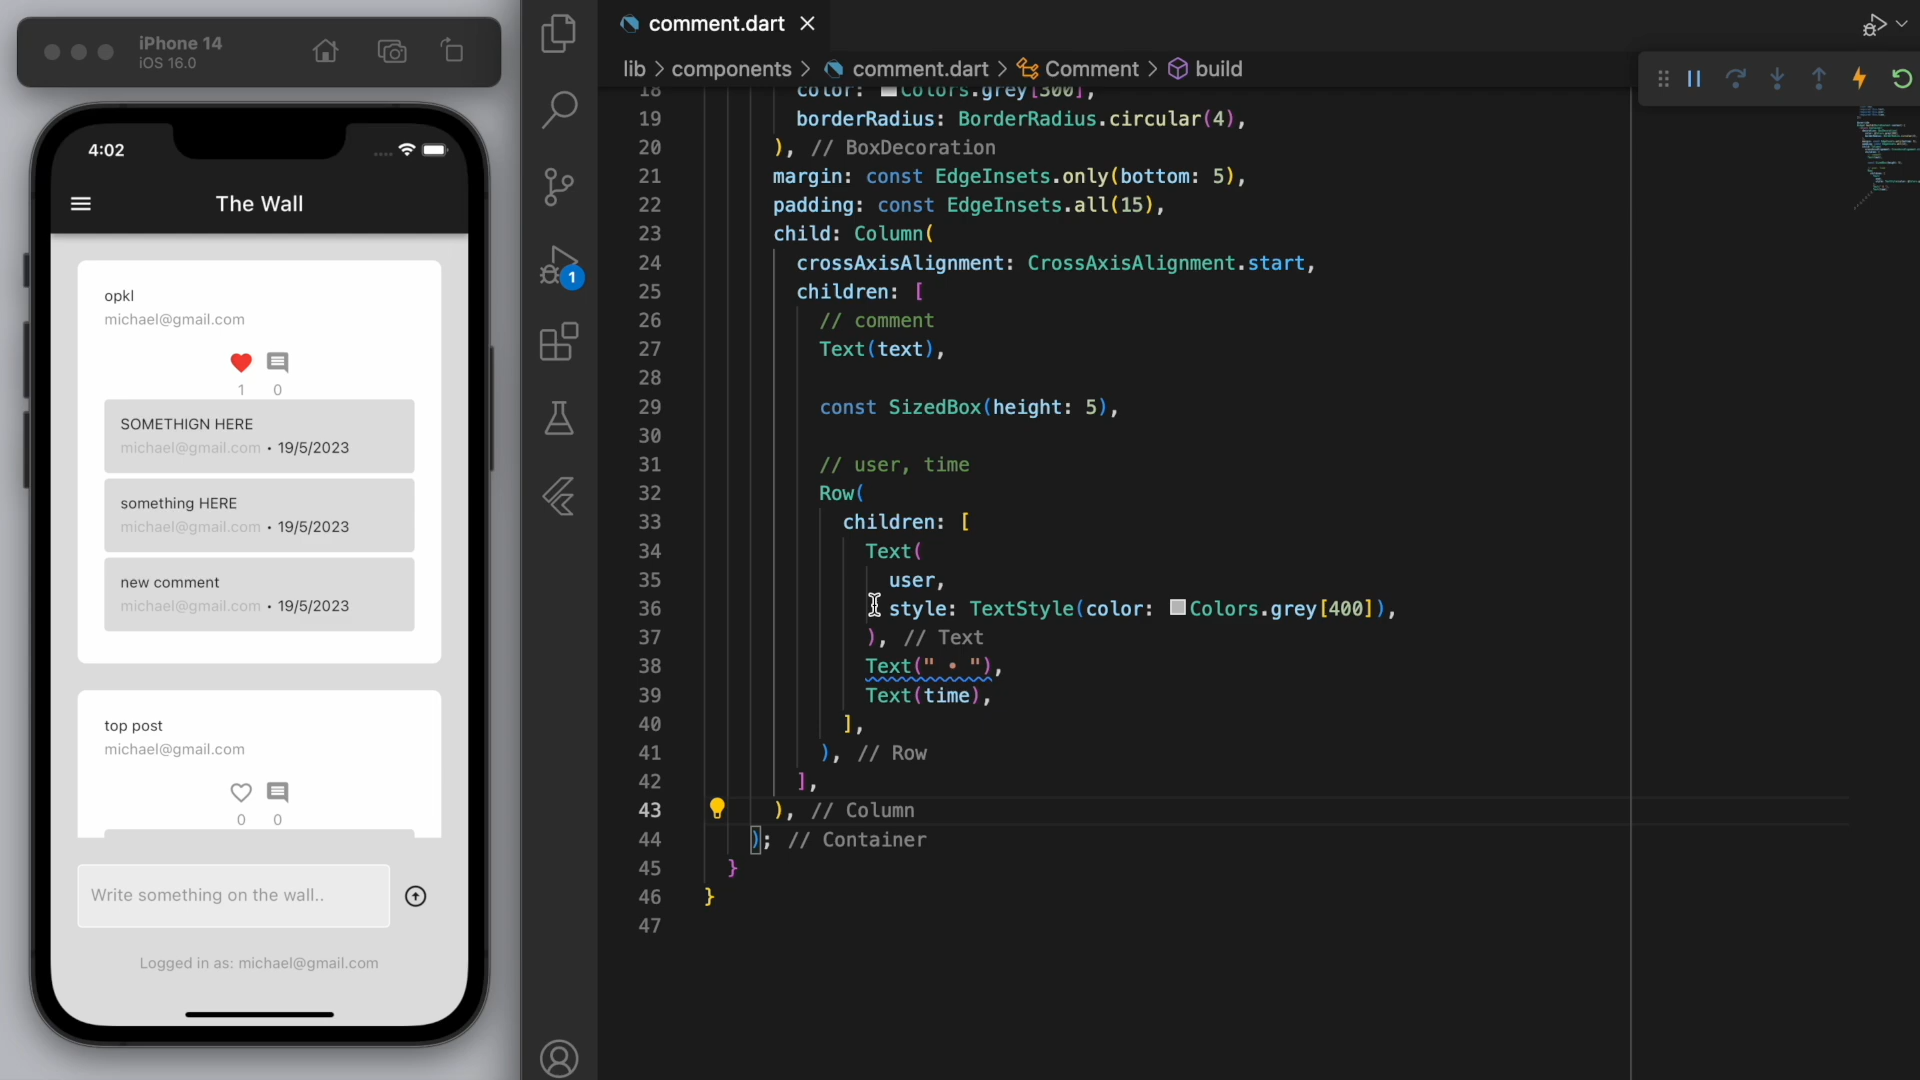 iPhone 14
iOS 16.0
4:02
The Wall
opkl
michael@gmail.com
1 0
SOMETHIGN HERE
michael@gmail.com • 19/5/2023
something HERE
michael@gmail.com • 19/5/2023
new comment
michael@gmail.com • 19/5/2023
top post
michael@gmail.com
0 0
Write something on the wall..
Logged in as: michael@gmail.com
1
comment.dart
lib > components > comment.dart > Comment > build
18 color: Colors.grey[300],
19 borderRadius: BorderRadius.circular(4),
20 ), // BoxDecoration
21 margin: const EdgeInsets.only(bottom: 5),
22 padding: const EdgeInsets.all(15),
23 child: Column(
24 crossAxisAlignment: CrossAxisAlignment.start,
25 children: [
26 // comment
27 Text(text),
28
29 const SizedBox(height: 5),
30
31 // user, time
32 Row(
33 children: [
34 Text(
35 user,
36 style: TextStyle(color: Colors.grey[400]),
37 ), // Text
38 Text(" • "),
39 Text(time),
40 ],
41 ), // Row
42 ],
43 ), // Column
44 ); // Container
45 }
46 }
47